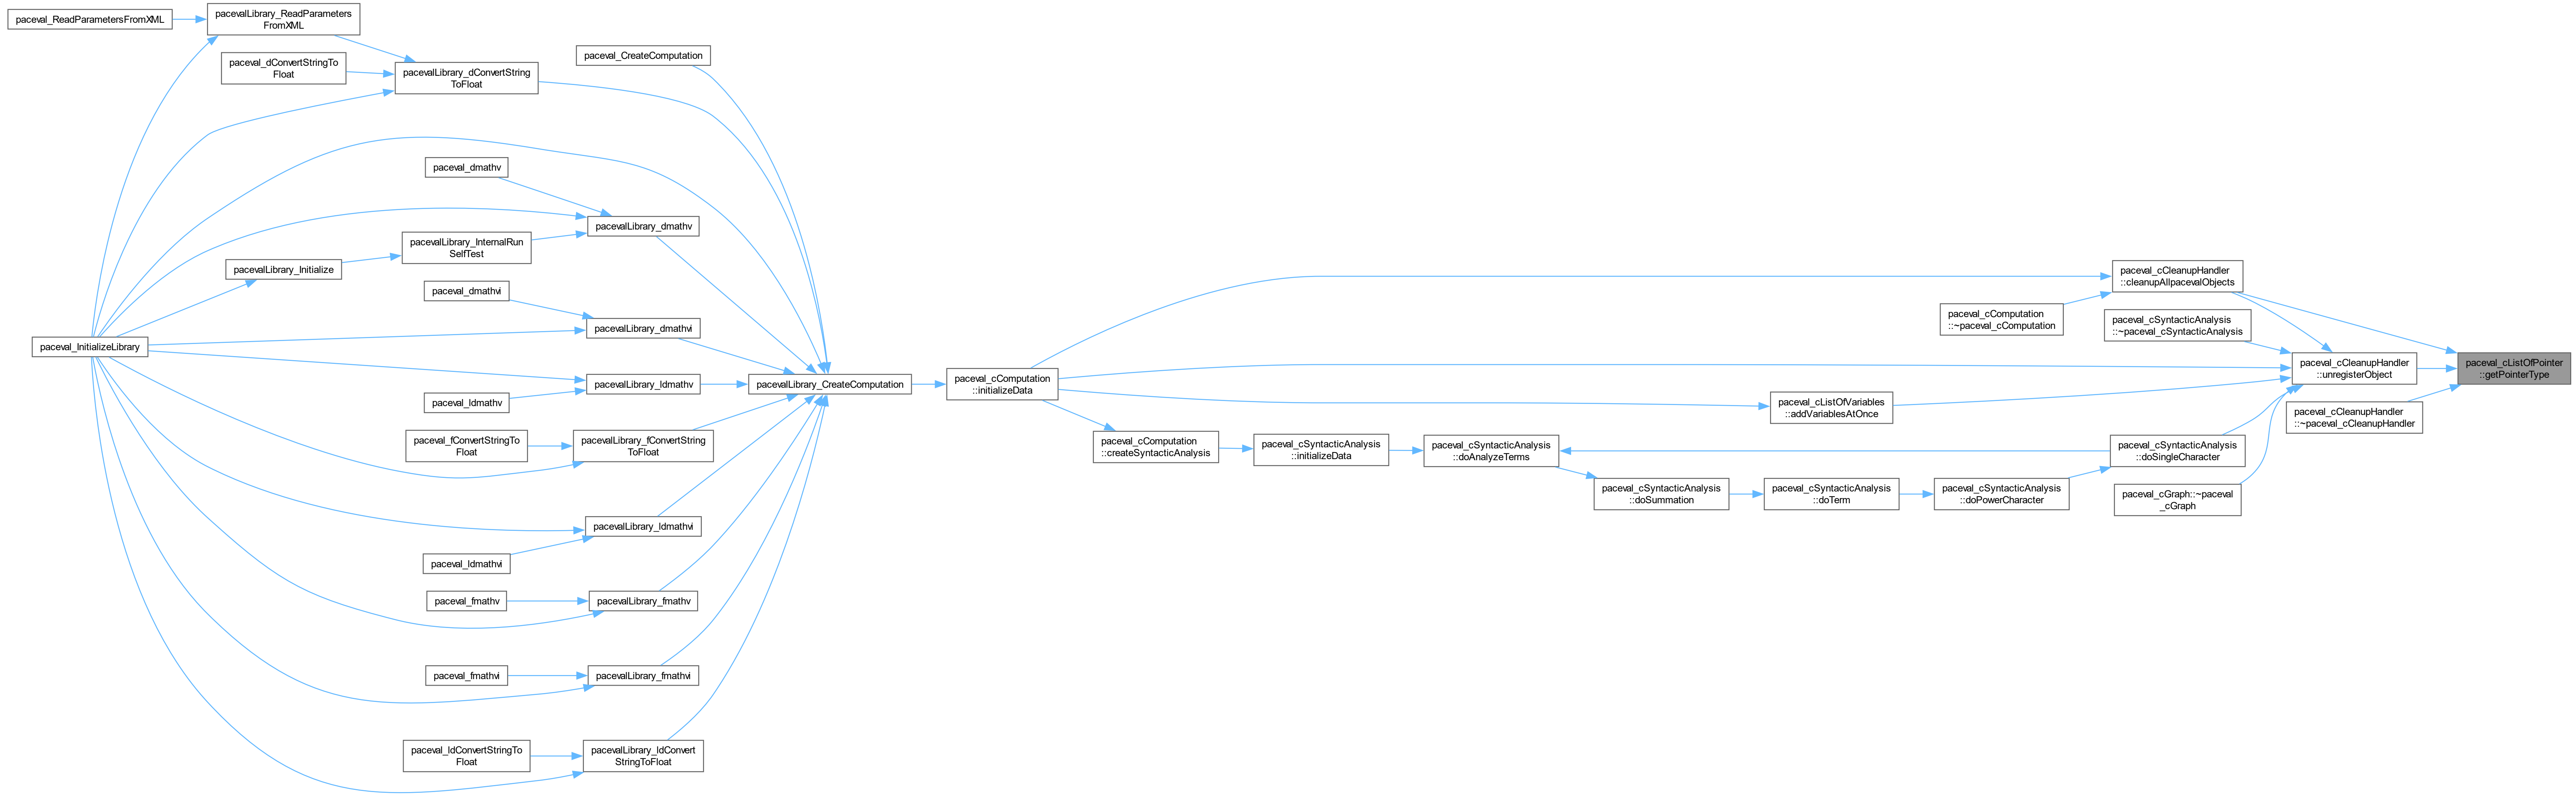 paceval_ReadParametersFromXML
pacevalLibrary_ReadParameters
FromXML
paceval_dConvertStringTo
Float
pacevalLibrary_dConvertString
ToFloat
paceval_CreateComputation
paceval_dmathv
pacevalLibrary_dmathv
pacevalLibrary_InternalRun
SelfTest
pacevalLibrary_Initialize
paceval_dmathvi
pacevalLibrary_dmathvi
paceval_InitializeLibrary
pacevalLibrary_ldmathv
paceval_ldmathv
pacevalLibrary_CreateComputation
paceval_fConvertStringTo
Float
pacevalLibrary_fConvertString
ToFloat
pacevalLibrary_ldmathvi
paceval_ldmathvi
paceval_fmathv
pacevalLibrary_fmathv
paceval_fmathvi
pacevalLibrary_fmathvi
paceval_ldConvertStringTo
Float
pacevalLibrary_ldConvert
StringToFloat
paceval_cComputation
::initializeData
paceval_cComputation
::createSyntacticAnalysis
paceval_cSyntacticAnalysis
::initializeData
paceval_cSyntacticAnalysis
::doAnalyzeTerms
paceval_cSyntacticAnalysis
::doSummation
paceval_cSyntacticAnalysis
::doTerm
paceval_cListOfVariables
::addVariablesAtOnce
paceval_cSyntacticAnalysis
::doPowerCharacter
paceval_cComputation
::~paceval_cComputation
paceval_cCleanupHandler
::cleanupAllpacevalObjects
paceval_cSyntacticAnalysis
::~paceval_cSyntacticAnalysis
paceval_cSyntacticAnalysis
::doSingleCharacter
paceval_cGraph::~paceval
_cGraph
paceval_cCleanupHandler
::unregisterObject
paceval_cCleanupHandler
::~paceval_cCleanupHandler
paceval_cListOfPointer
::getPointerType